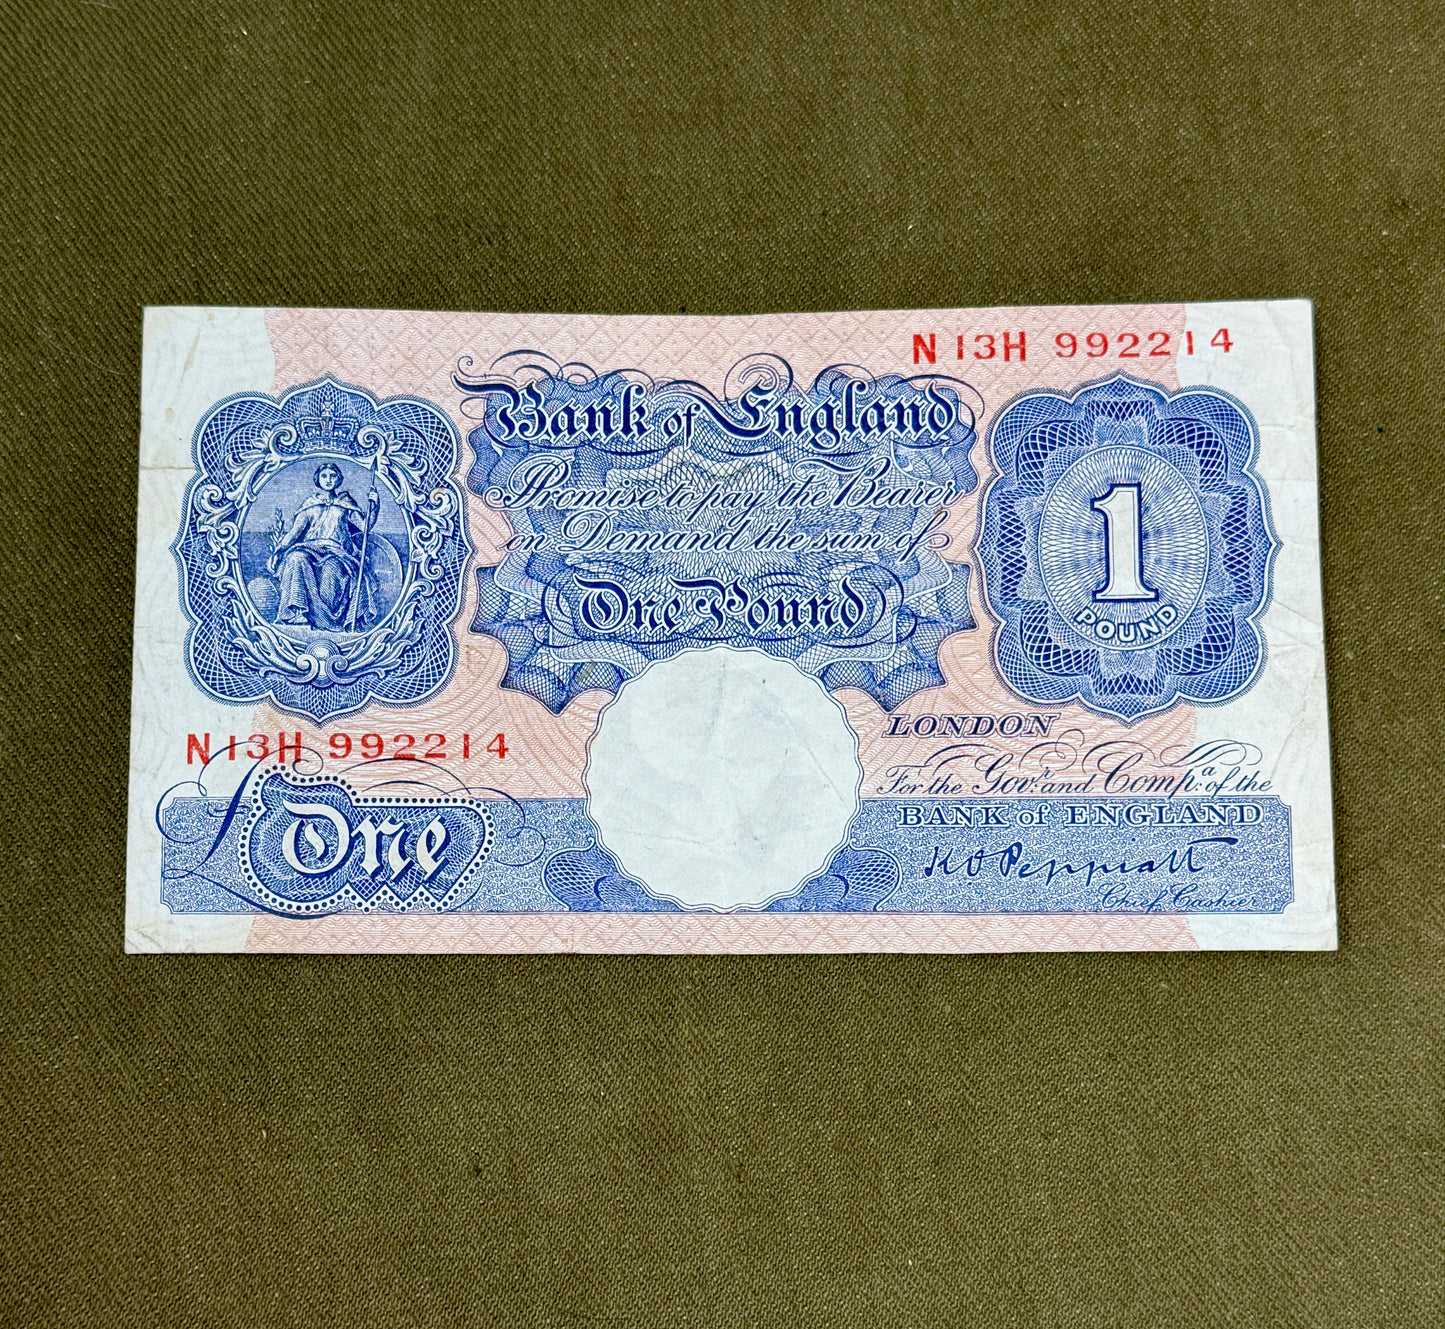 N13H 992214
Bank of England
Promise to pay the Bearer
on Demand the sum of
One Pound
1
POUND
N13H 992214
£One
LONDON
For the Govr. and Compa. of the
BANK of ENGLAND
K O Peppiatt
Chief Cashier